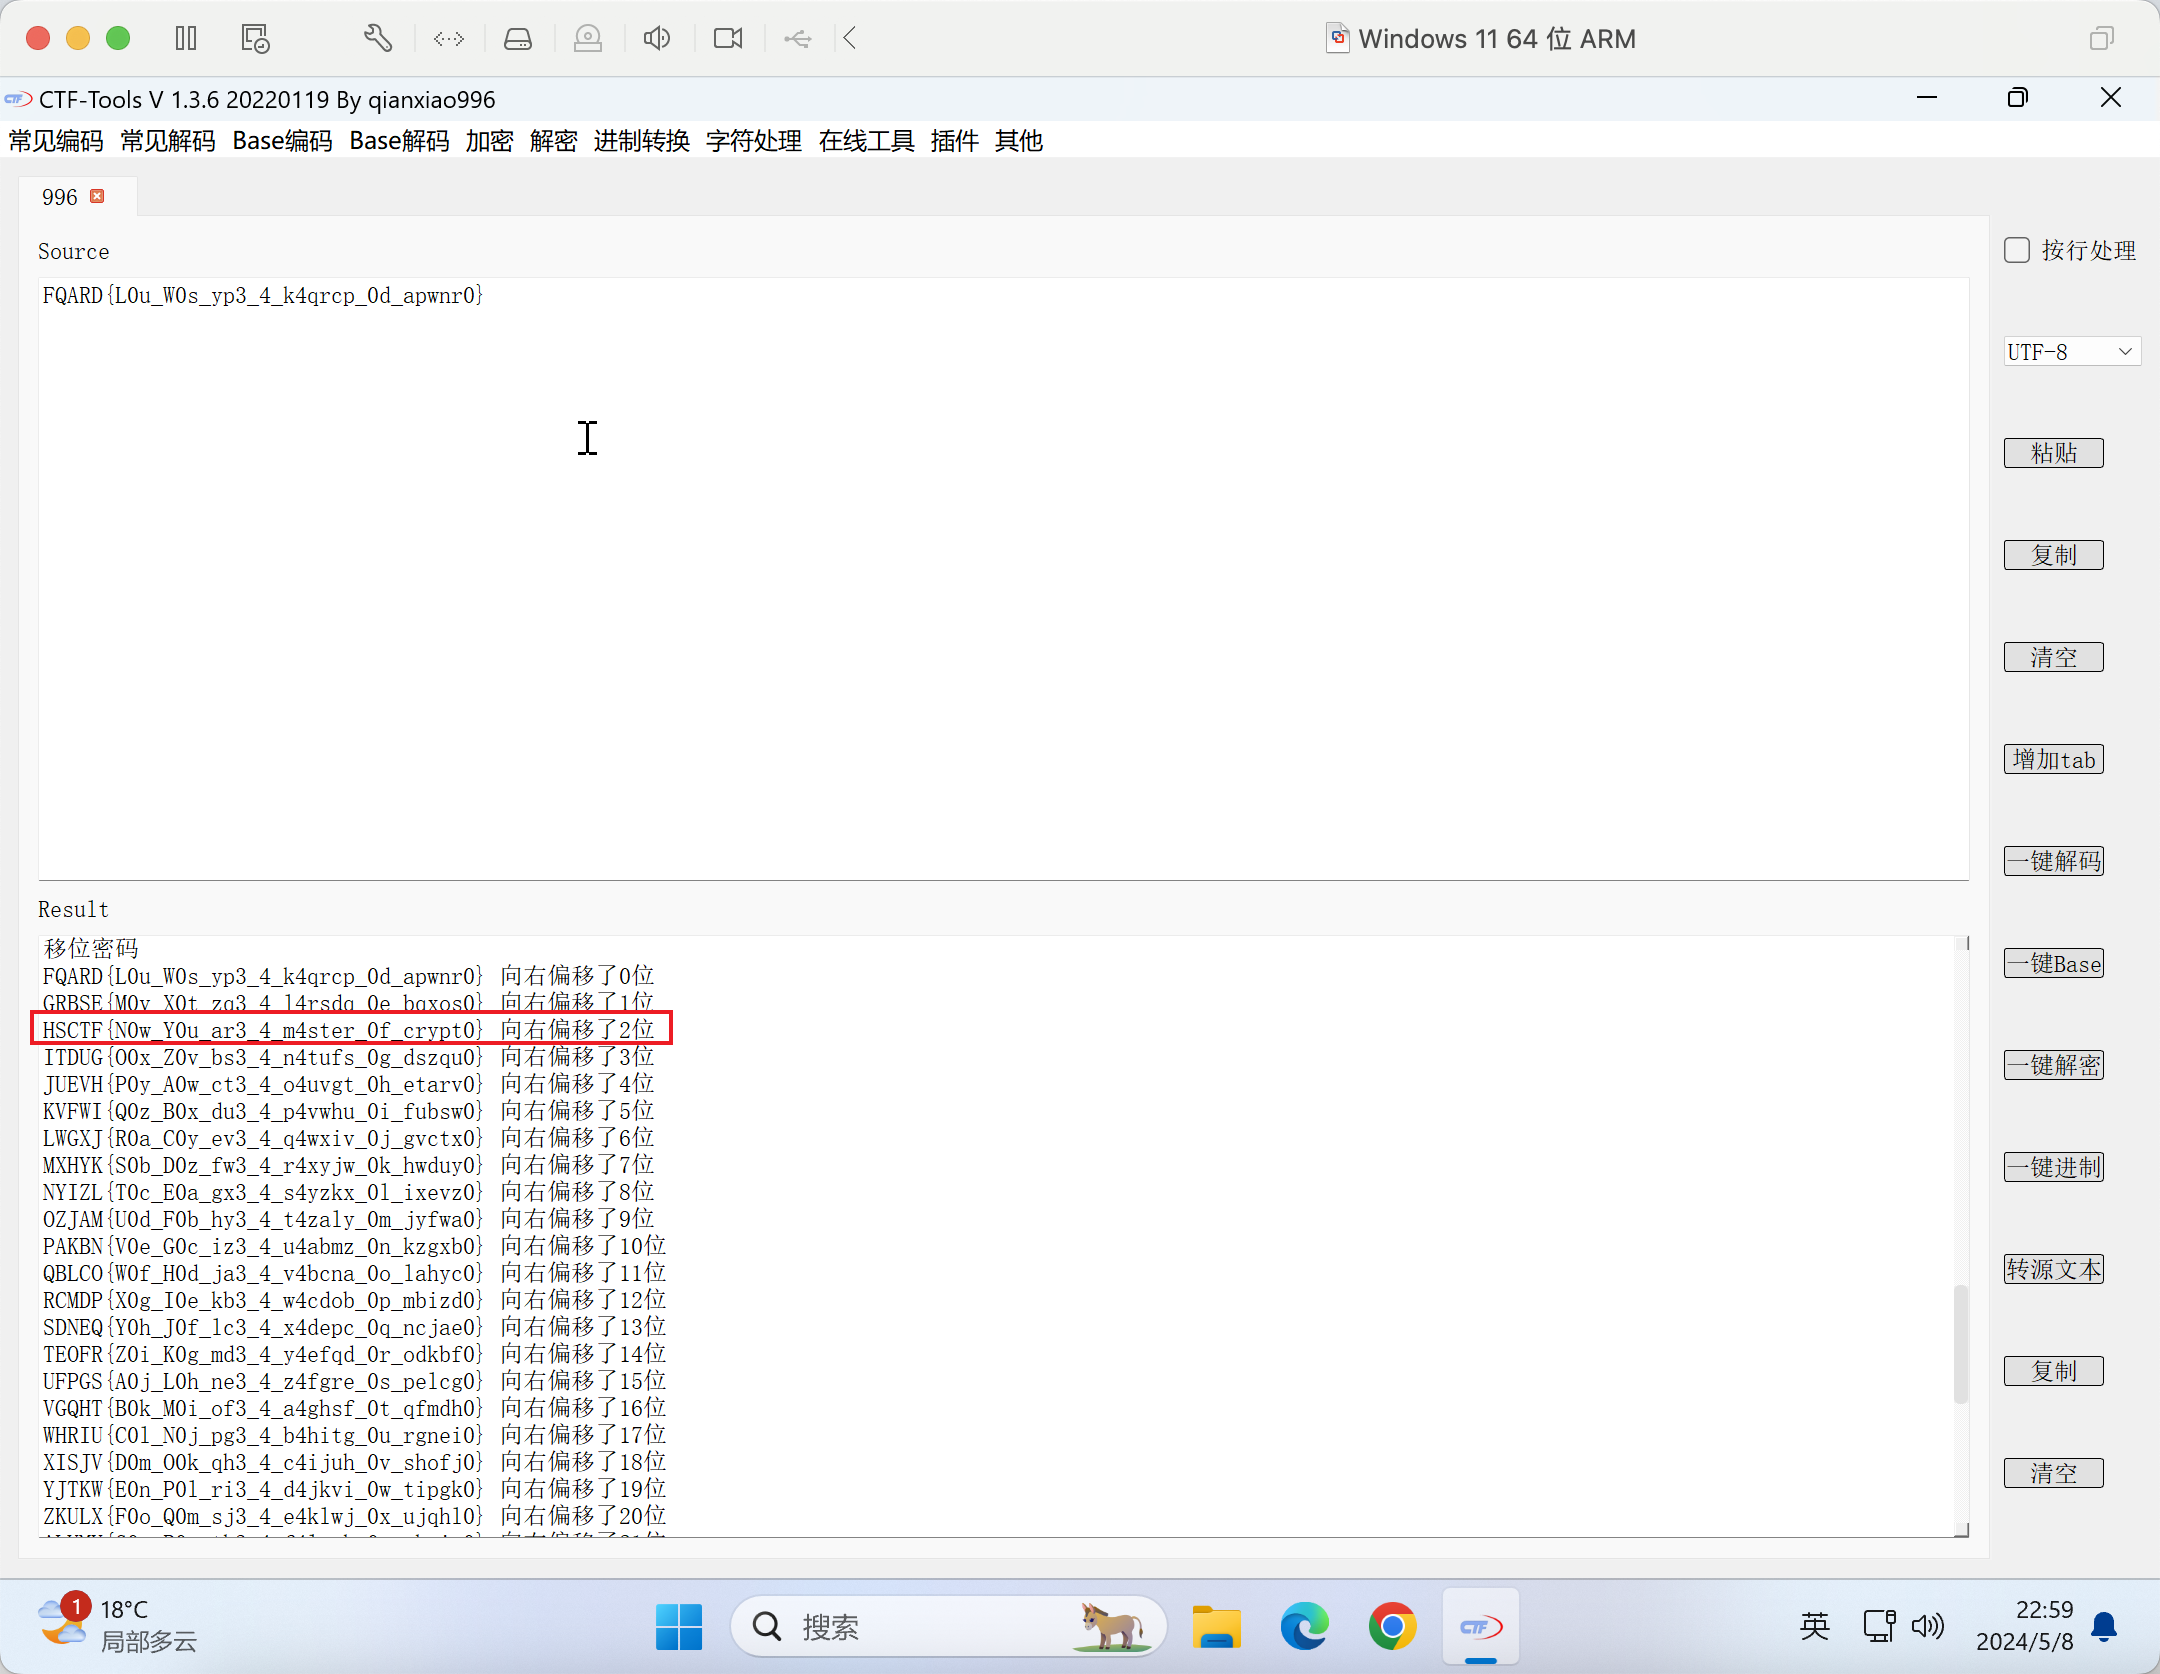 Windows 11 64 位 ARM
CTF-Tools V 1.3.6 20220119 By qianxiao996
常见编码 常见解码 Base编码 Base解码 加密 解密 进制转换 字符处理 在线工具 插件 其他
996
Source
按行处理
FQARD{L0u_W0s_yp3_4_k4qrcp_0d_apwnr0}
UTF-8
粘贴
复制
清空
增加tab
一键解码
Result
移位密码
FQARD{L0u_W0s_yp3_4_k4qrcp_0d_apwnr0} 向右偏移了0位
GRBSE{M0v_X0t_zq3_4_l4rsdq_0e_bqxos0} 向右偏移了1位
HSCTF{N0w_Y0u_ar3_4_m4ster_0f_crypt0} 向右偏移了2位
ITDUG{O0x_Z0v_bs3_4_n4tufs_0g_dszqu0} 向右偏移了3位
JUEVH{P0y_A0w_ct3_4_o4uvgt_0h_etarv0} 向右偏移了4位
KVFWI{Q0z_B0x_du3_4_p4vwhu_0i_fubsw0} 向右偏移了5位
LWGXJ{R0a_C0y_ev3_4_q4wxiv_0j_gvctx0} 向右偏移了6位
MXHYK{S0b_D0z_fw3_4_r4xyjw_0k_hwduy0} 向右偏移了7位
NYIZL{T0c_E0a_gx3_4_s4yzkx_0l_ixevz0} 向右偏移了8位
OZJAM{U0d_F0b_hy3_4_t4zaly_0m_jyfwa0} 向右偏移了9位
PAKBN{V0e_G0c_iz3_4_u4abmz_0n_kzgxb0} 向右偏移了10位
QBLCO{W0f_H0d_ja3_4_v4bcna_0o_lahyc0} 向右偏移了11位
RCMDP{X0g_I0e_kb3_4_w4cdob_0p_mbizd0} 向右偏移了12位
SDNEQ{Y0h_J0f_lc3_4_x4depc_0q_ncjae0} 向右偏移了13位
TEOFR{Z0i_K0g_md3_4_y4efqd_0r_odkbf0} 向右偏移了14位
UFPGS{A0j_L0h_ne3_4_z4fgre_0s_pelcg0} 向右偏移了15位
VGQHT{B0k_M0i_of3_4_a4ghsf_0t_qfmdh0} 向右偏移了16位
WHRIU{C0l_N0j_pg3_4_b4hitg_0u_rgnei0} 向右偏移了17位
XISJV{D0m_O0k_qh3_4_c4ijuh_0v_shofj0} 向右偏移了18位
YJTKW{E0n_P0l_ri3_4_d4jkvi_0w_tipgk0} 向右偏移了19位
ZKULX{F0o_Q0m_sj3_4_e4klwj_0x_ujqhl0} 向右偏移了20位
一键Base
一键解密
一键进制
转源文本
复制
清空
1
18°C
局部多云
搜索
CTF
英
22:59
2024/5/8